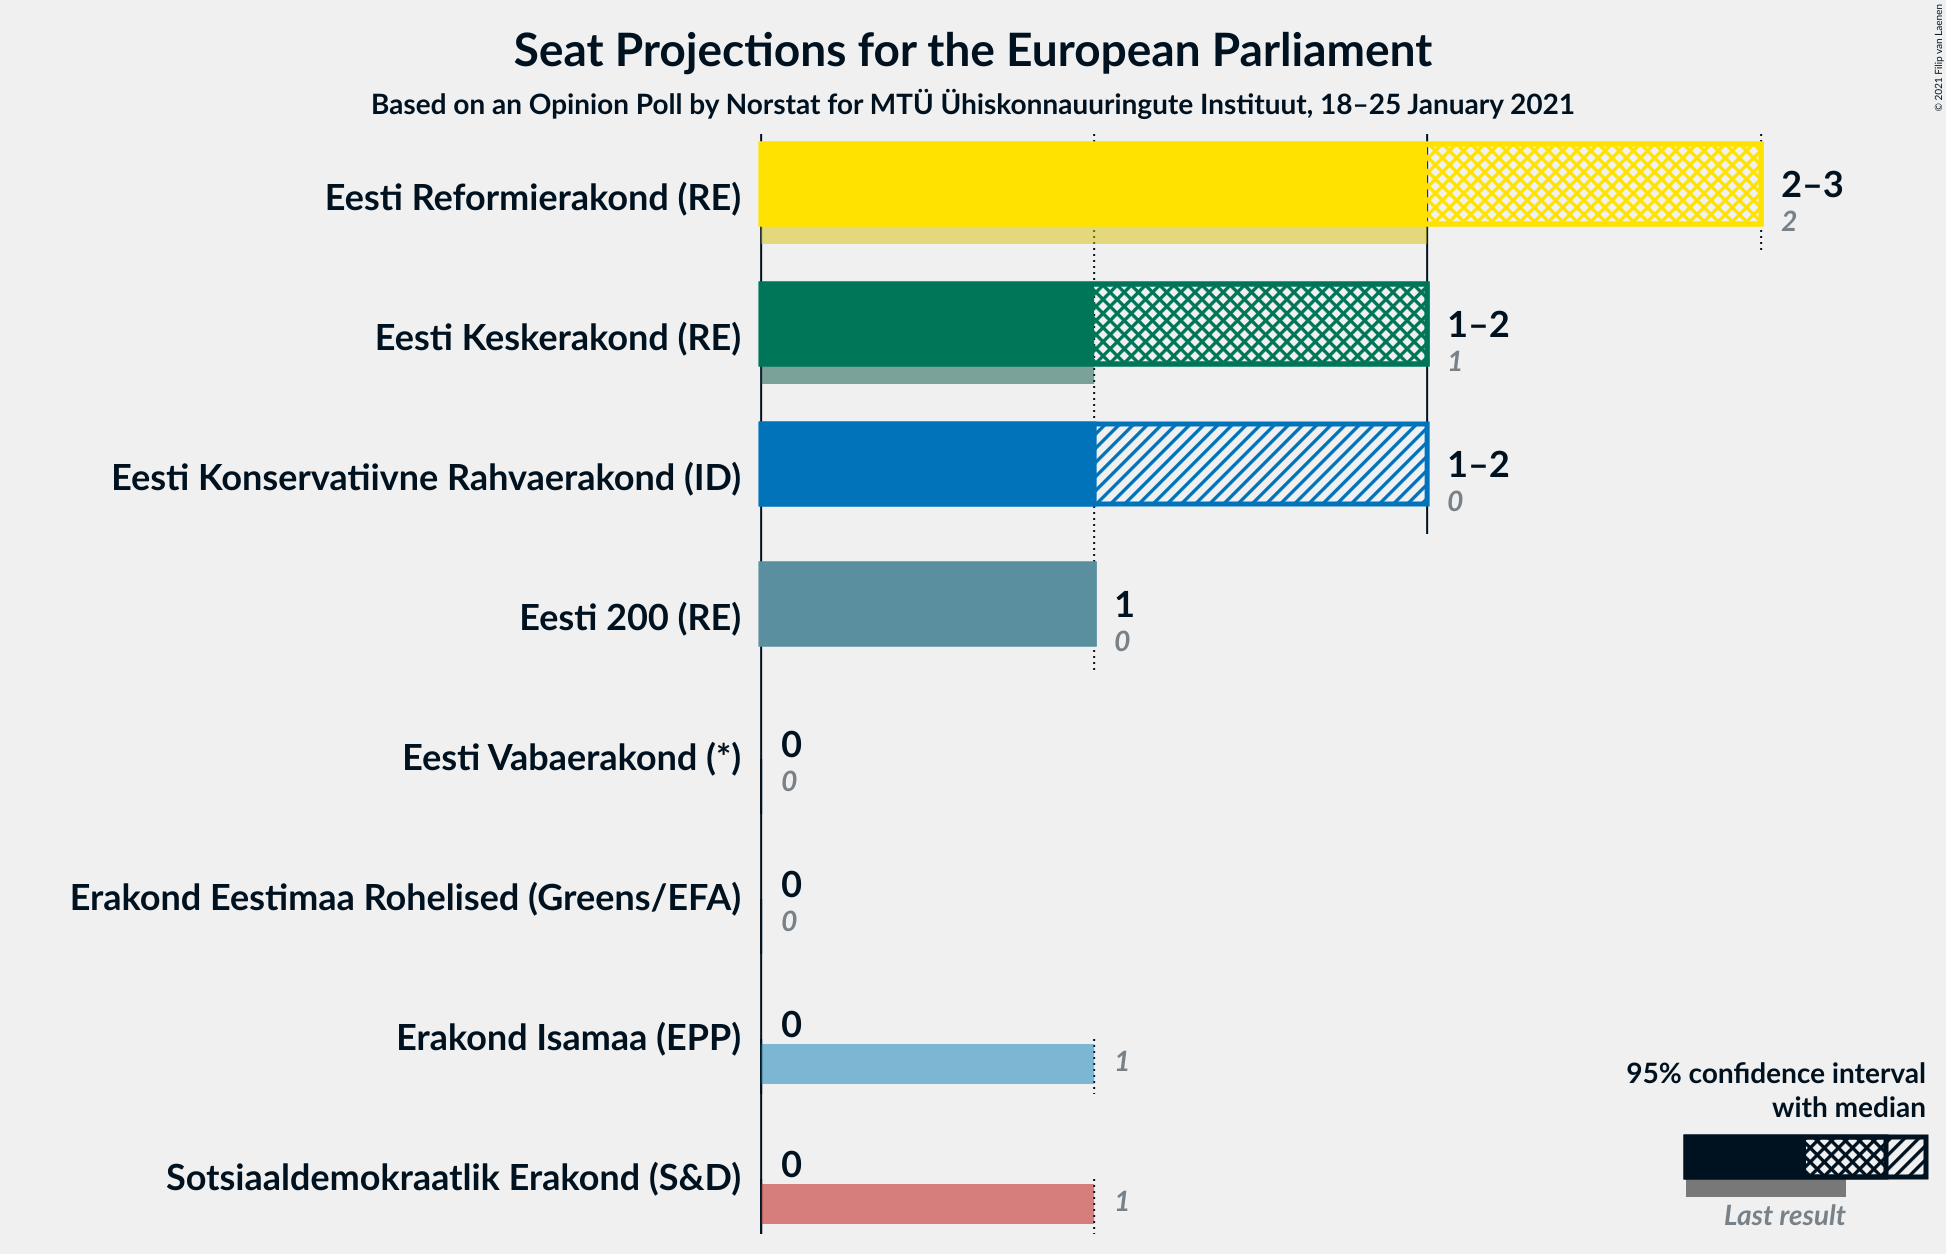 Seat Projections for the European Parliament
Based on an Opinion Poll by Norstat for MTÜ Ühiskonnauuringute Instituut, 18–25 January 2021
© 2021 Filip van Laenen
Eesti Reformierakond (RE)
2–3
2
Eesti Keskerakond (RE)
1–2
1
Eesti Konservatiivne Rahvaerakond (ID)
1–2
0
Eesti 200 (RE)
1
0
Eesti Vabaerakond (*)
0
0
Erakond Eestimaa Rohelised (Greens/EFA)
0
0
Erakond Isamaa (EPP)
0
1
Sotsiaaldemokraatlik Erakond (S&D)
0
1
95% confidence interval
with median
Last result